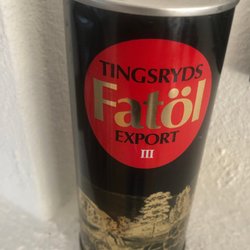 TINGSRYDS
Fatöl
EXPORT
III